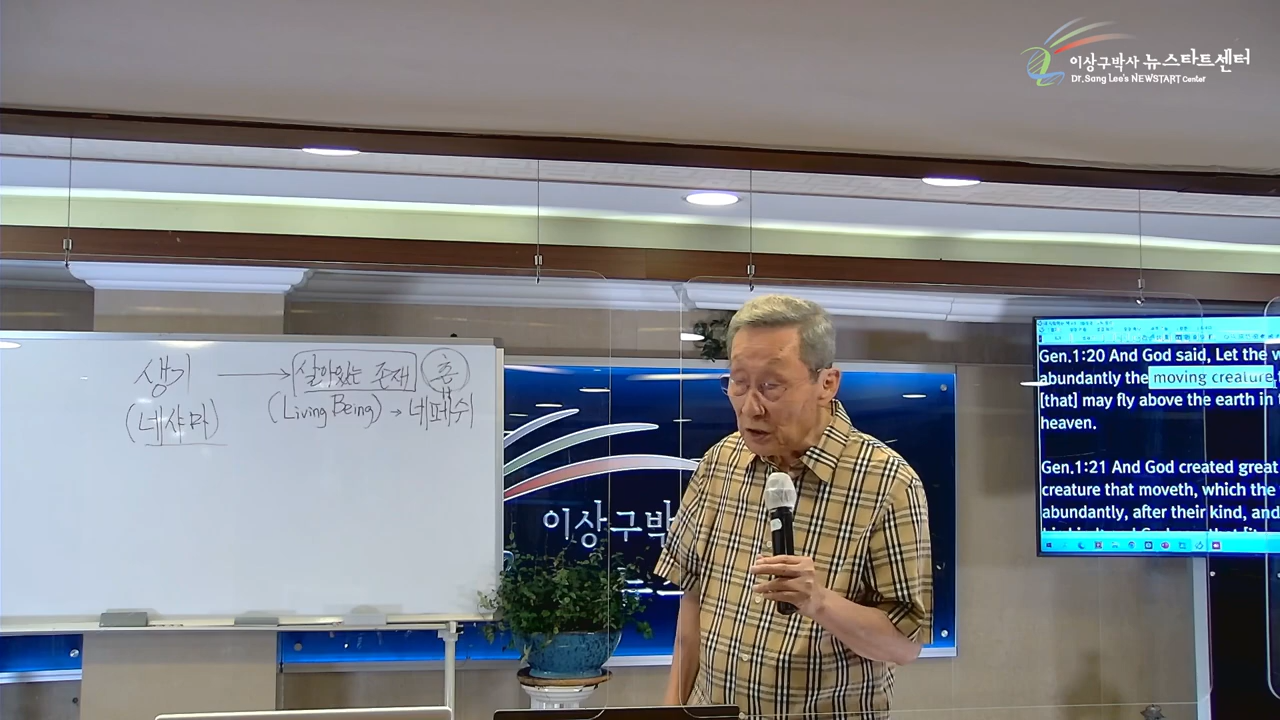 이상구박사 뉴스타트센터
Dr. Sang Lee's NEWSTART Center
생기 → 살아있는 존재 혼
(네샤마) (Living Being) → 네페쉬
이상구박
Gen.1:20 And God said, Let the
abundantly the moving creature
[that] may fly above the earth in
heaven.
Gen.1:21 And God created great
creature that moveth, which the
abundantly, after their kind, and